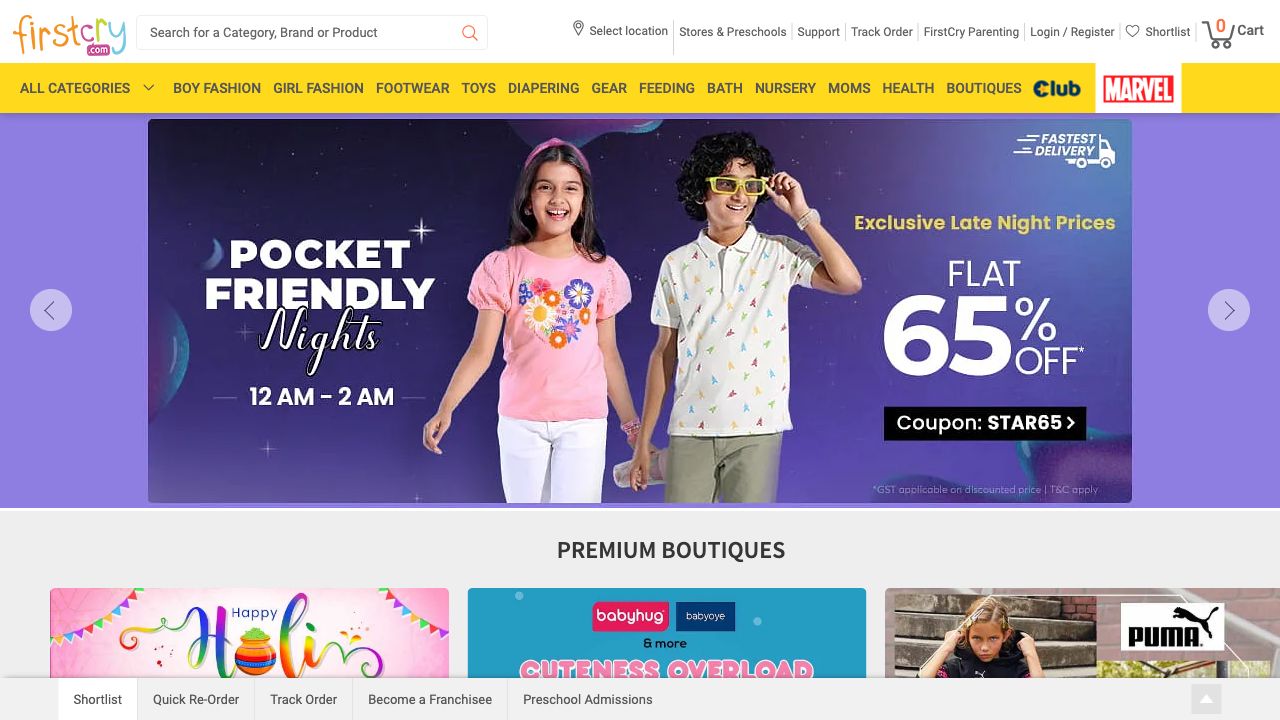 firstcry
.com
Search for a Category, Brand or Product
Select location
Stores & Preschools
Support
Track Order
FirstCry Parenting
Login / Register
Shortlist
0
Cart
ALL CATEGORIES
BOY FASHION
GIRL FASHION
FOOTWEAR
TOYS
DIAPERING
GEAR
FEEDING
BATH
NURSERY
MOMS
HEALTH
BOUTIQUES
Club
MARVEL
FASTEST
DELIVERY
POCKET
FRIENDLY
Nights
12 AM – 2 AM
Exclusive Late Night Prices
FLAT
65% OFF*
Coupon: STAR65
*GST applicable on discounted price | T&C apply
PREMIUM BOUTIQUES
Happy
Holi
babyhug
babyoye
& more
CUTENESS OVERLOAD
PUMA
Shortlist
Quick Re-Order
Track Order
Become a Franchisee
Preschool Admissions